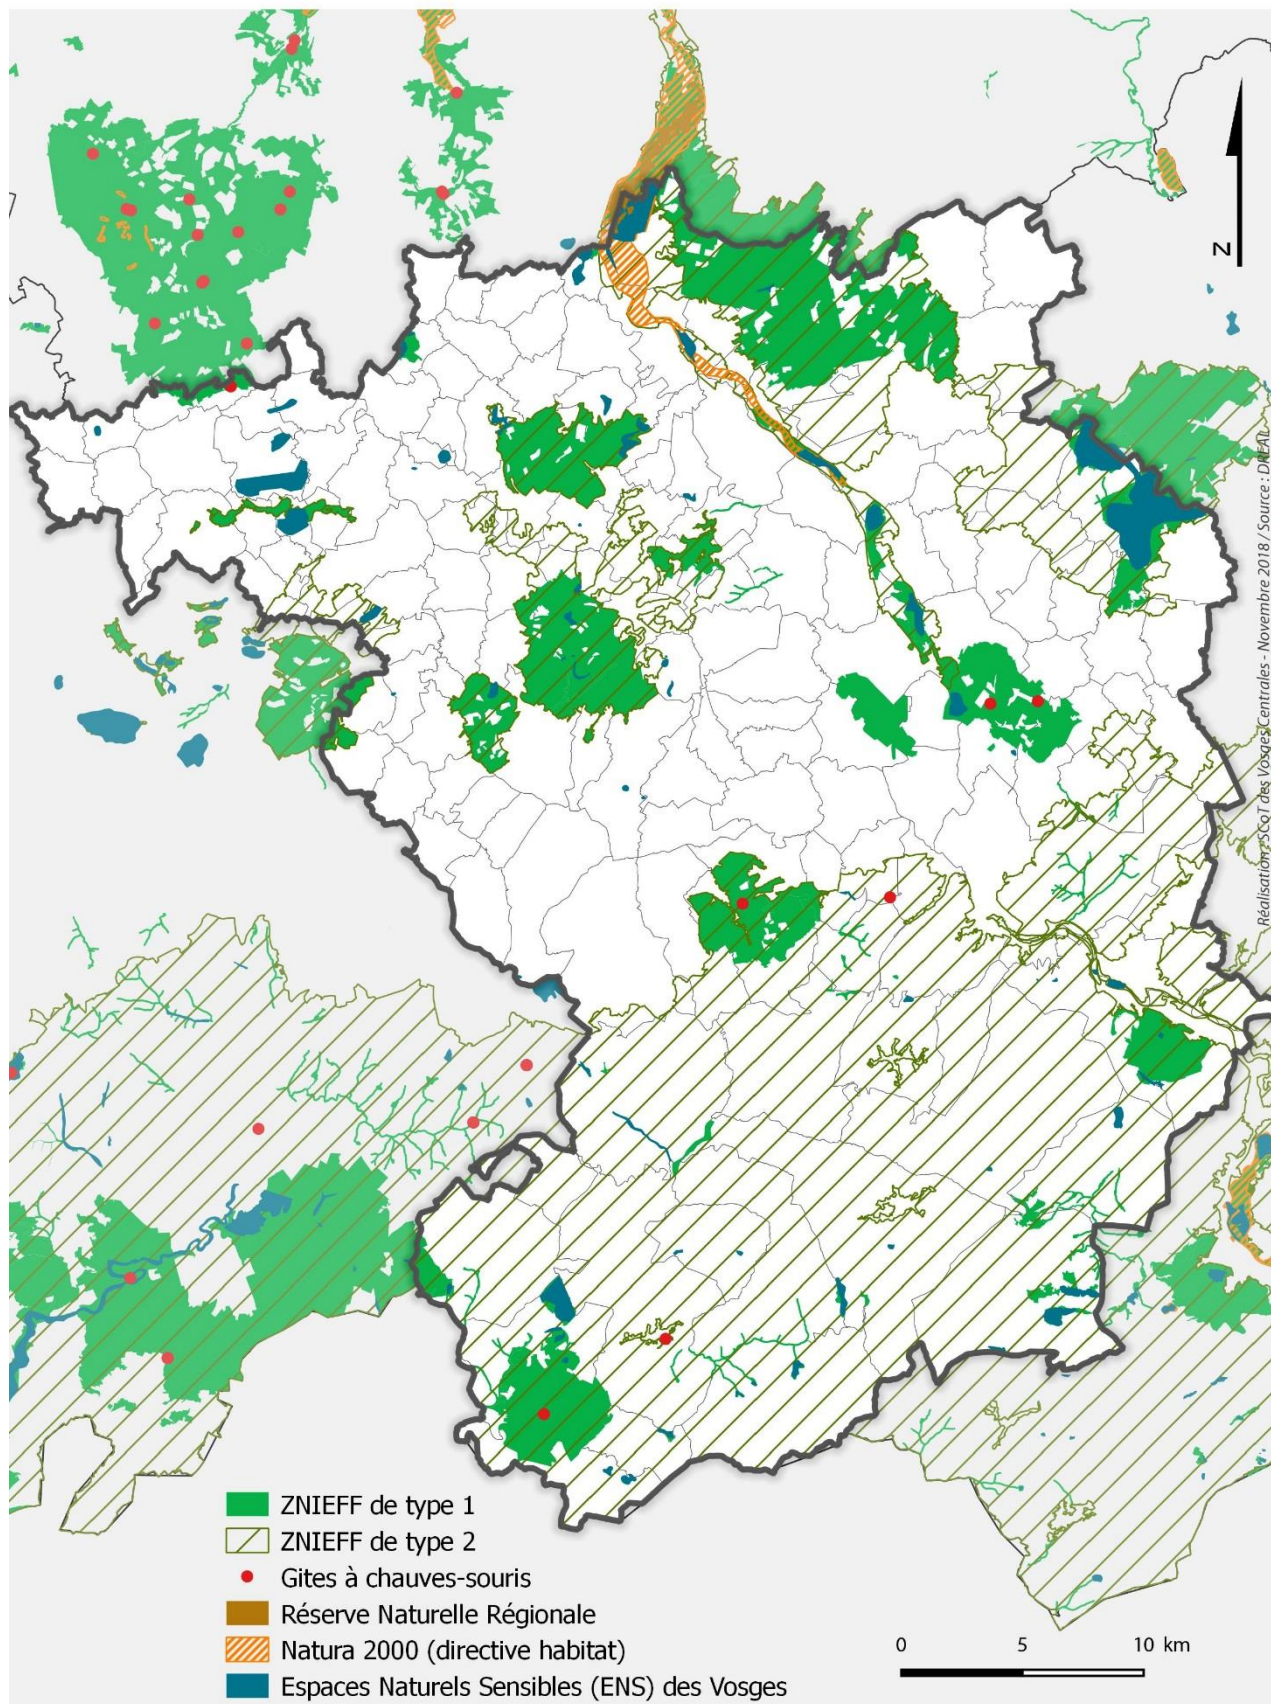 N
Réalisation : SCoT des Vosges Centrales - Novembre 2018 / Source : DREAL
ZNIEFF de type 1
ZNIEFF de type 2
Gites à chauves-souris
Réserve Naturelle Régionale
Natura 2000 (directive habitat)
Espaces Naturels Sensibles (ENS) des Vosges
0 5 10 km